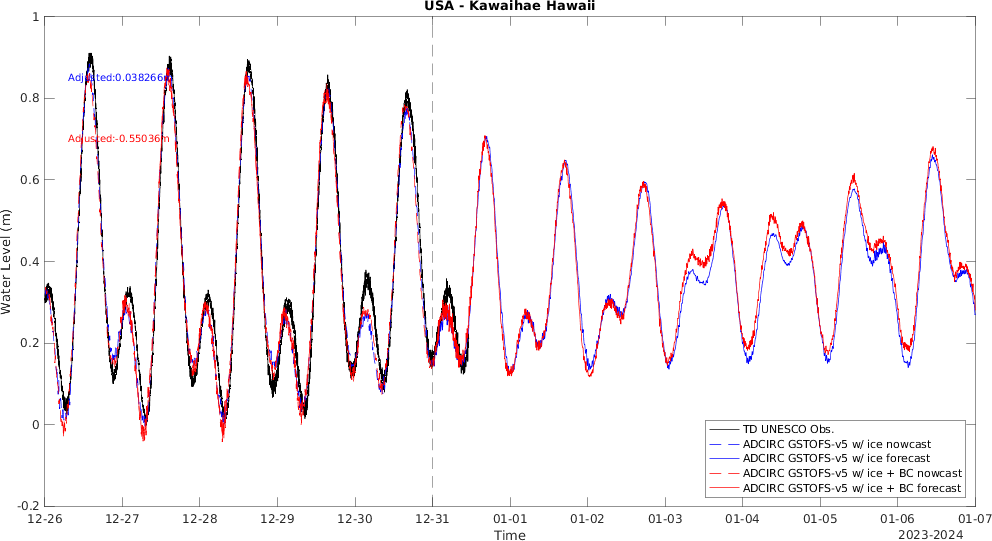 USA - Kawaihae Hawaii
Water Level (m)
1
0.8
0.6
0.4
0.2
0
-0.2
Adjusted:0.038266m
Adjusted:-0.55036m
TD UNESCO Obs.
ADCIRC GSTOFS-v5 w/ ice nowcast
ADCIRC GSTOFS-v5 w/ ice forecast
ADCIRC GSTOFS-v5 w/ ice + BC nowcast
ADCIRC GSTOFS-v5 w/ ice + BC forecast
12-26 12-27 12-28 12-29 12-30 12-31 01-01 01-02 01-03 01-04 01-05 01-06 01-07
Time
2023-2024